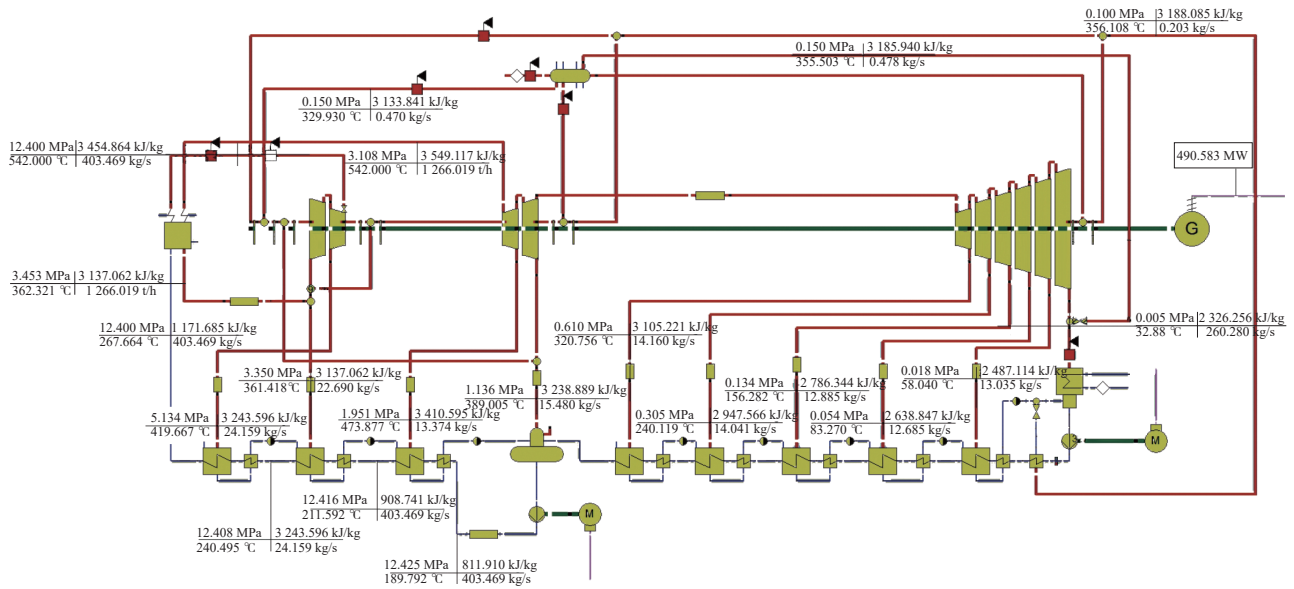 0.100 MPa 3 188.085 kJ/kg
356.108 ℃ 0.203 kg/s
0.150 MPa 3 185.940 kJ/kg
355.503 ℃ 0.478 kg/s
0.150 MPa 3 133.841 kJ/kg
329.930 ℃ 0.470 kg/s
12.400 MPa 3 454.864 kJ/kg
542.000 ℃ 403.469 kg/s
3.108 MPa 3 549.117 kJ/kg
542.000 ℃ 1 266.019 t/h
490.583 MW
G
3.453 MPa 3 137.062 kJ/kg
362.321 ℃ 1 266.019 t/h
12.400 MPa 1 171.685 kJ/kg
267.664 ℃ 403.469 kg/s
0.610 MPa 3 105.221 kJ/kg
320.756 ℃ 14.160 kg/s
0.005 MPa 2 326.256 kJ/kg
32.88 ℃ 260.280 kg/s
3.350 MPa 3 137.062 kJ/kg
361.418℃ 22.690 kg/s
1.136 MPa 3 238.889 kJ/kg
389.005 ℃ 15.480 kg/s
0.134 MPa 2 786.344 kJ/kg
156.282 ℃ 12.885 kg/s
0.018 MPa 2 487.114 kJ/kg
58.040 ℃ 13.035 kg/s
5.134 MPa 3 243.596 kJ/kg
419.667 ℃ 24.159 kg/s
1.951 MPa 3 410.595 kJ/kg
473.877 ℃ 13.374 kg/s
0.305 MPa 2 947.566 kJ/kg
240.119 ℃ 14.041 kg/s
0.054 MPa 2 638.847 kJ/kg
83.270 ℃ 12.685 kg/s
M
12.416 MPa 908.741 kJ/kg
211.592 ℃ 403.469 kg/s
M
12.408 MPa 3 243.596 kJ/kg
240.495 ℃ 24.159 kg/s
12.425 MPa 811.910 kJ/kg
189.792 ℃ 403.469 kg/s